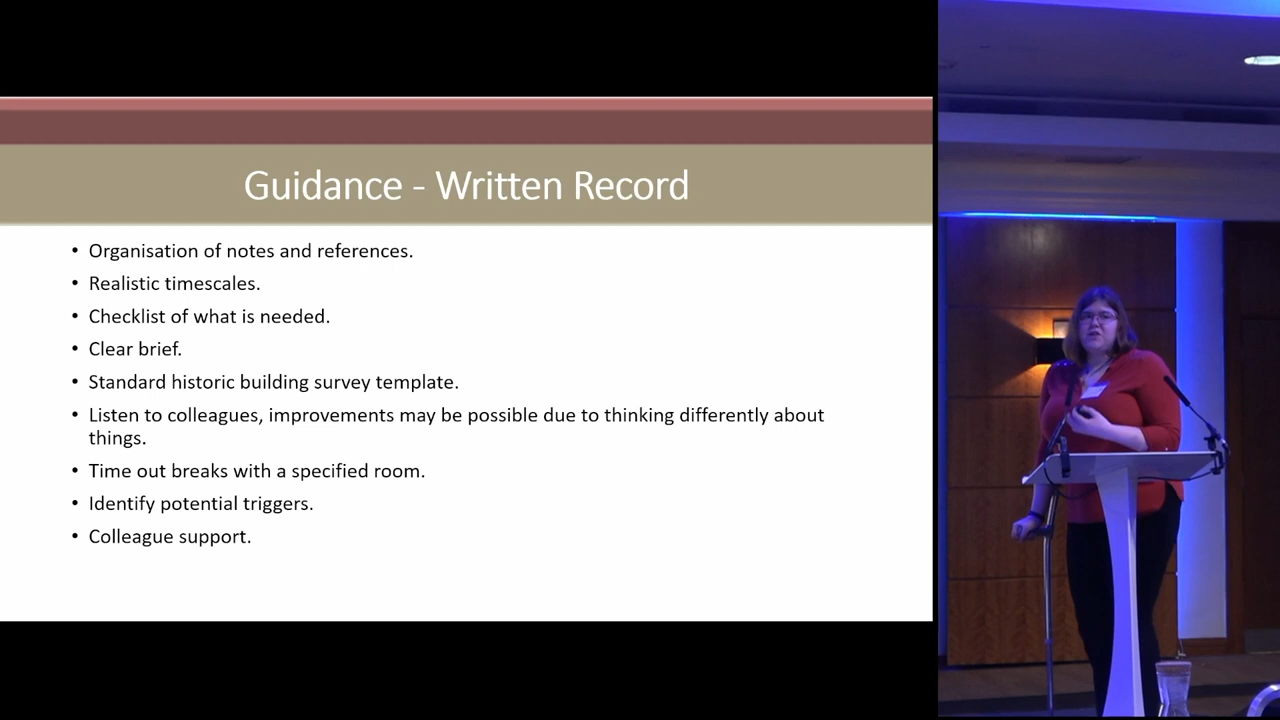 Guidance - Written Record
• Organisation of notes and references.
• Realistic timescales.
• Checklist of what is needed.
• Clear brief.
• Standard historic building survey template.
• Listen to colleagues, improvements may be possible due to thinking differently about
things.
• Time out breaks with a specified room.
• Identify potential triggers.
• Colleague support.